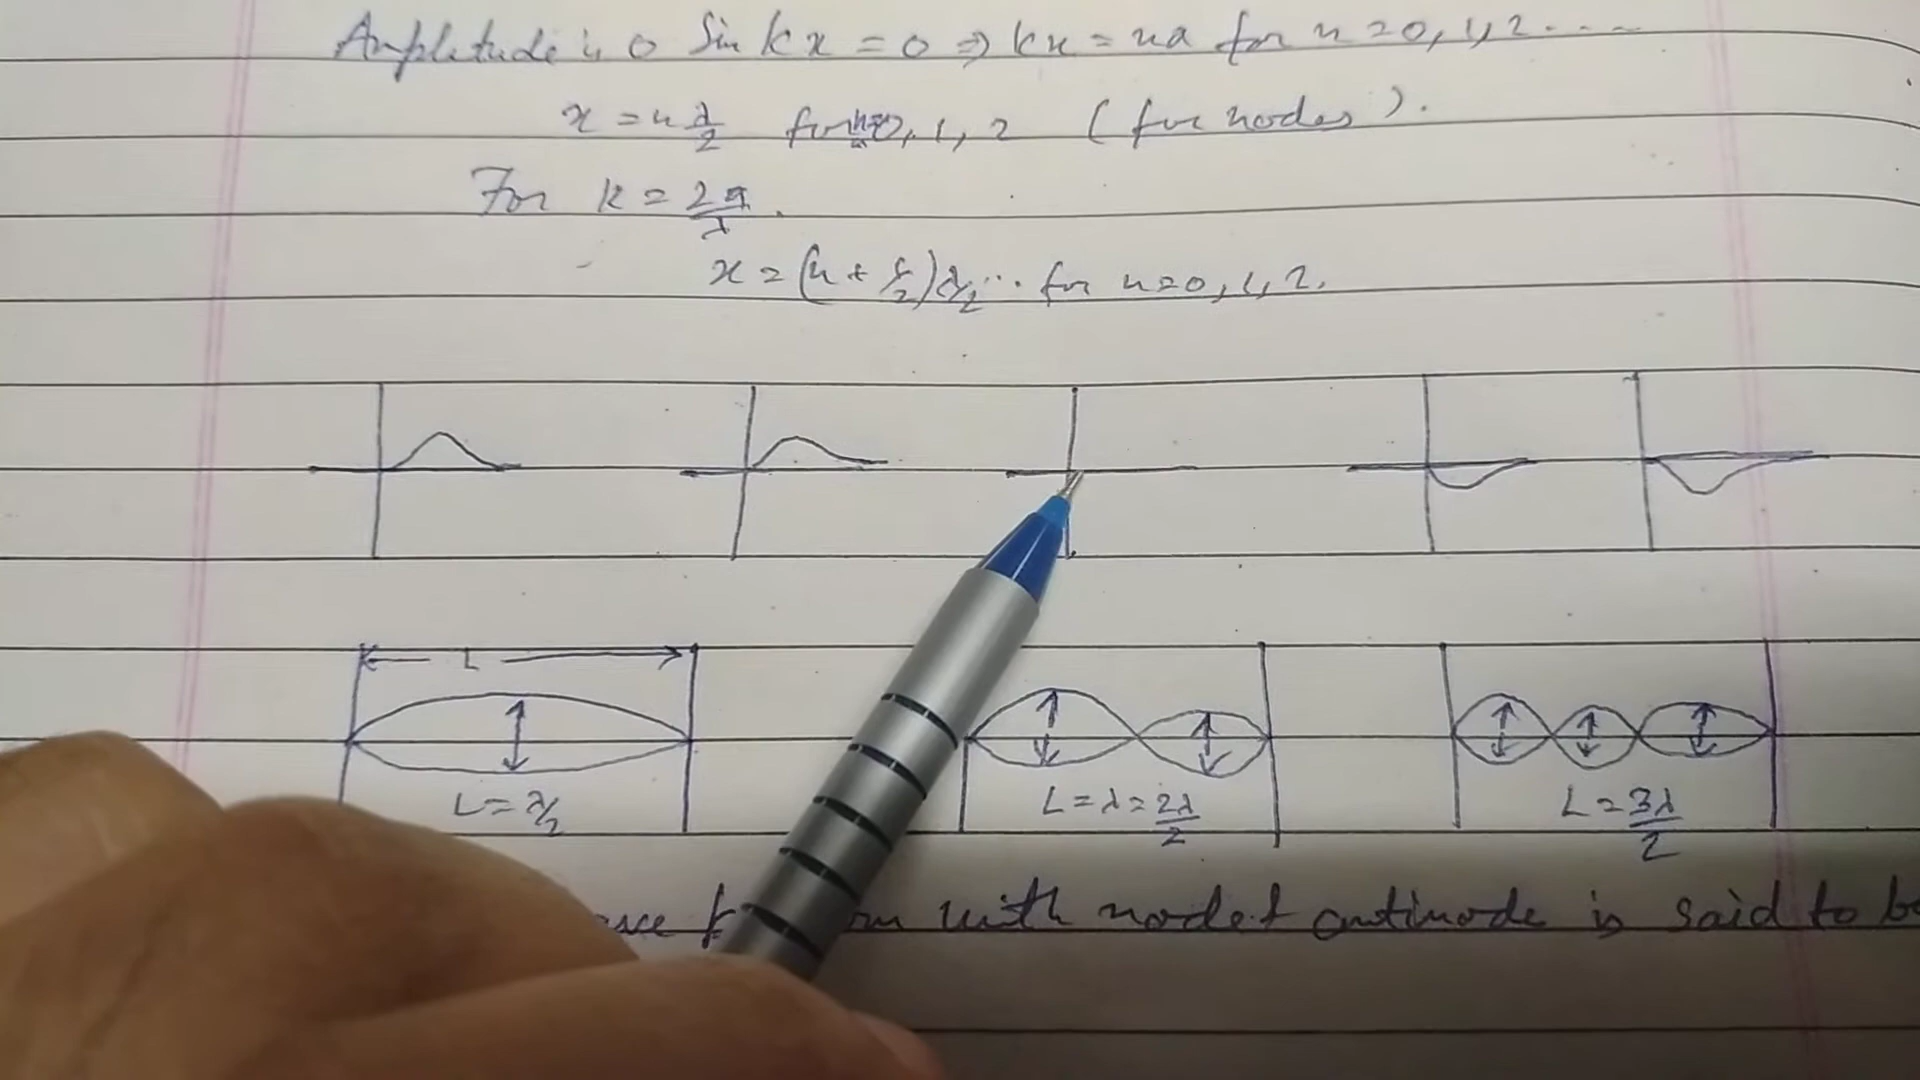 Amplitude is 0 Sin kx = 0 ⇒ kx = nπ for n = 0, 1, 2 ....
x = n λ/2 for n=0, 1, 2 (for nodes).
For k = 2π/λ.
x = (n + 1/2) λ/2 ... for n = 0, 1, 2.
L
L = λ/2
L = λ = 2λ/2
L = 3λ/2
with node & antinode is said to be